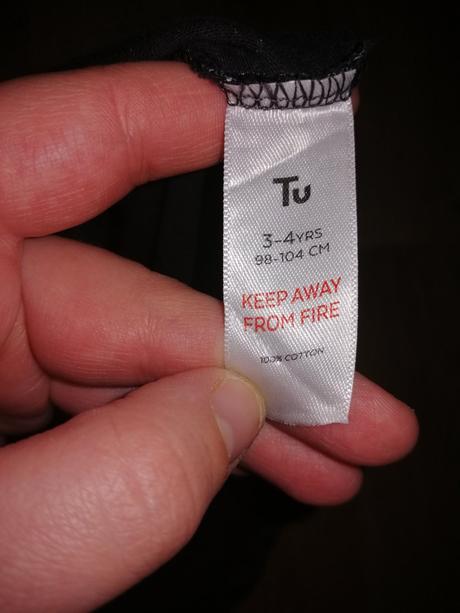 Tu
3-4YRS
98-104 CM
KEEP AWAY
FROM FIRE
100% COTTON